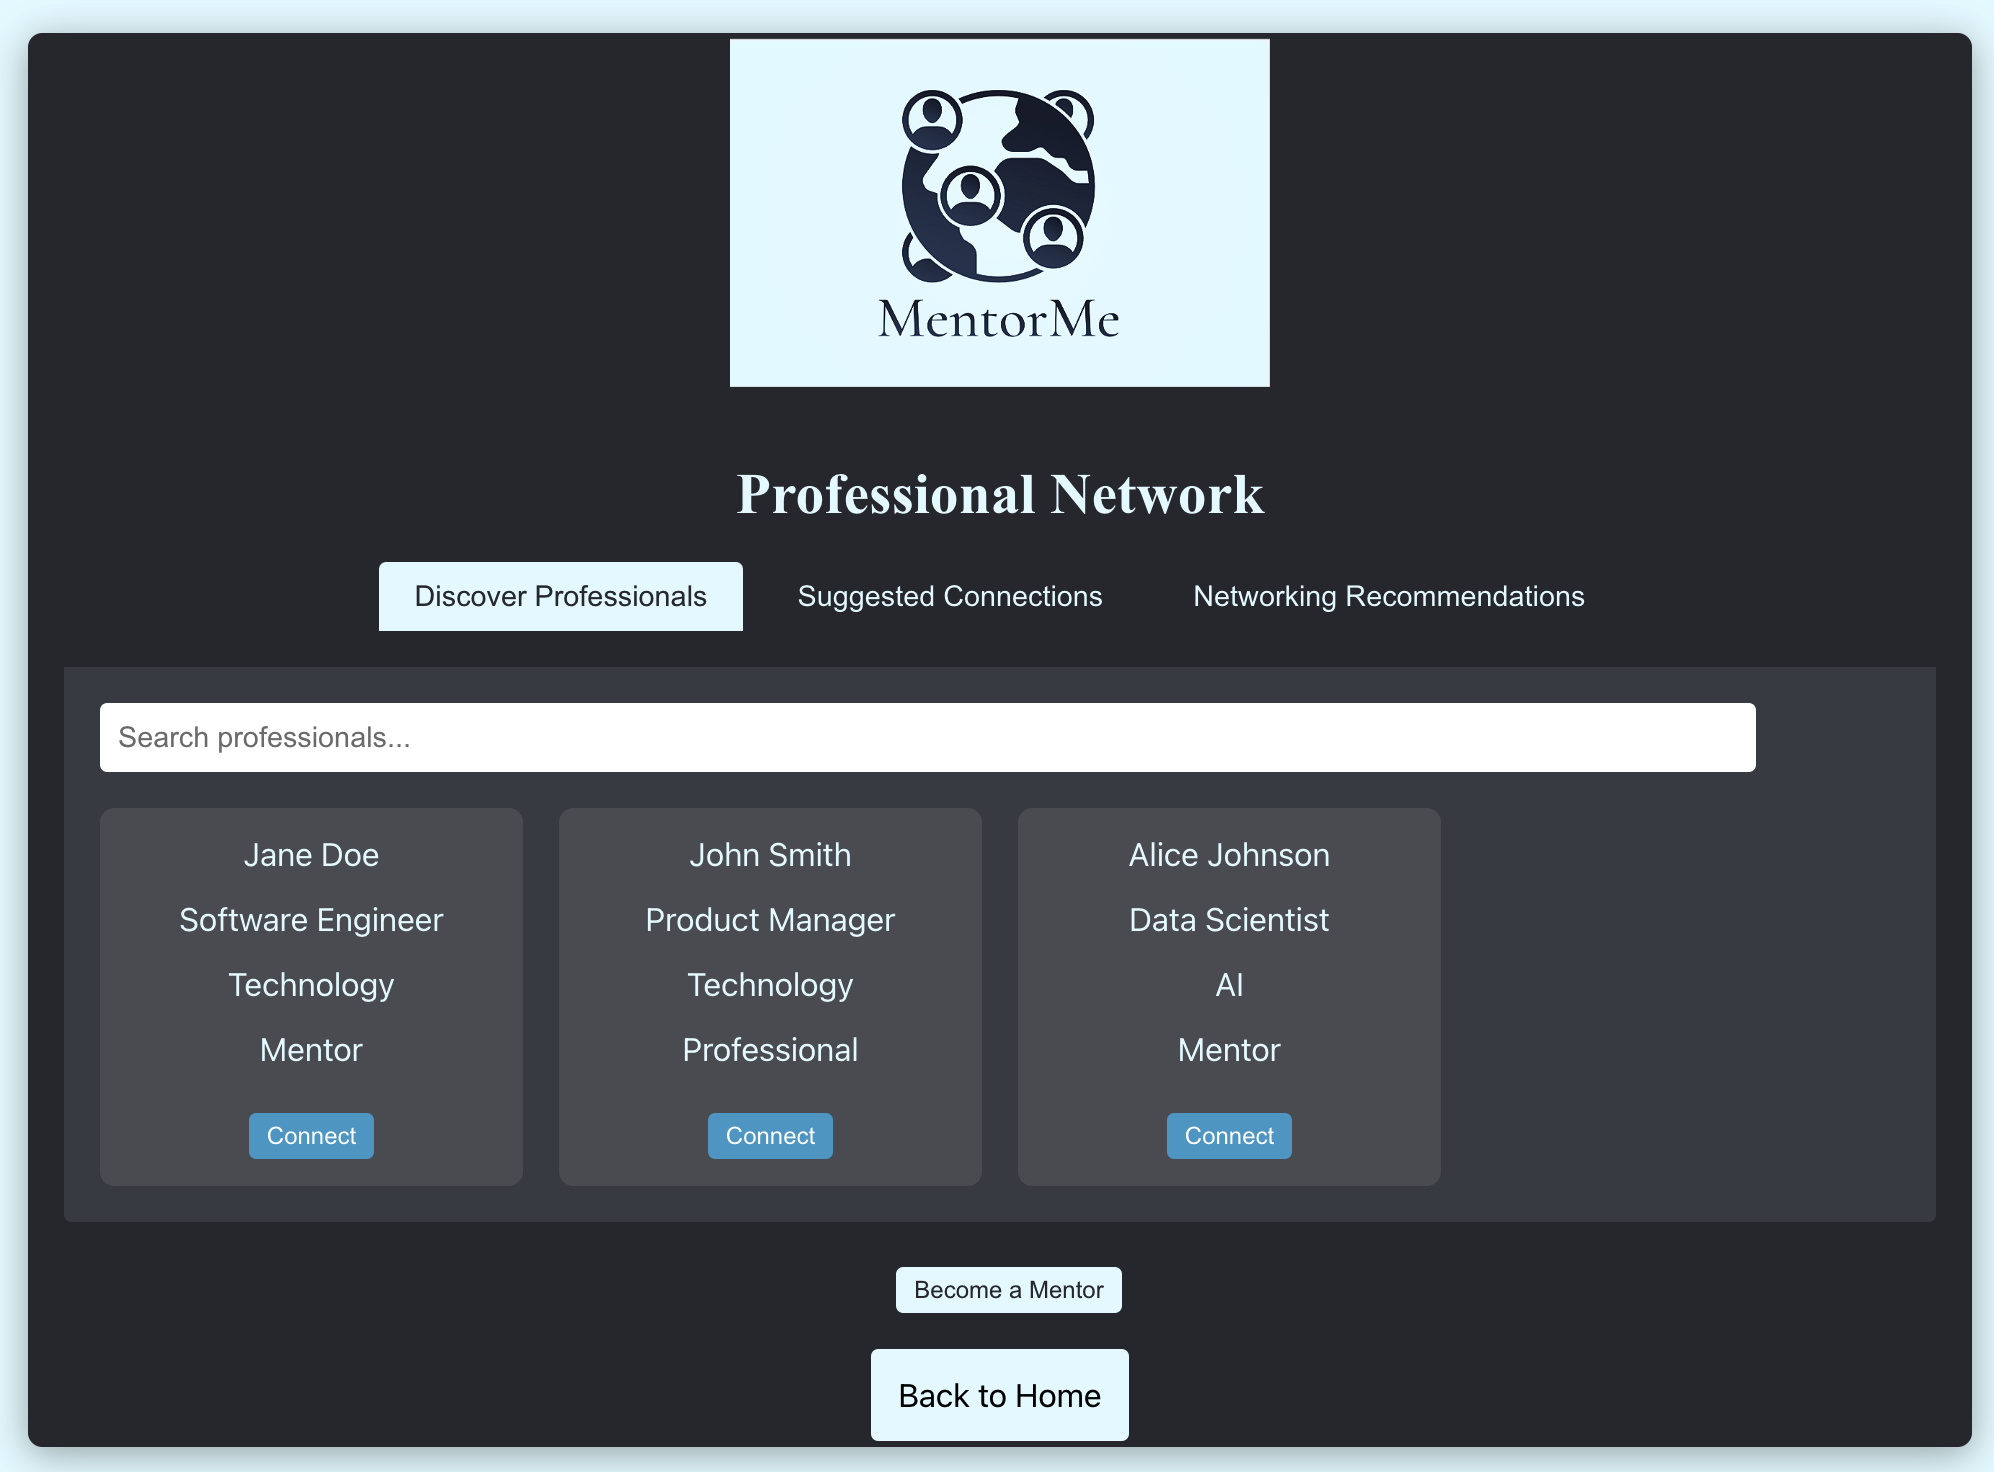 MentorMe
Professional Network
Discover Professionals
Suggested Connections
Networking Recommendations
Search professionals...
Jane Doe
Software Engineer
Technology
Mentor
Connect
John Smith
Product Manager
Technology
Professional
Connect
Alice Johnson
Data Scientist
AI
Mentor
Connect
Become a Mentor
Back to Home